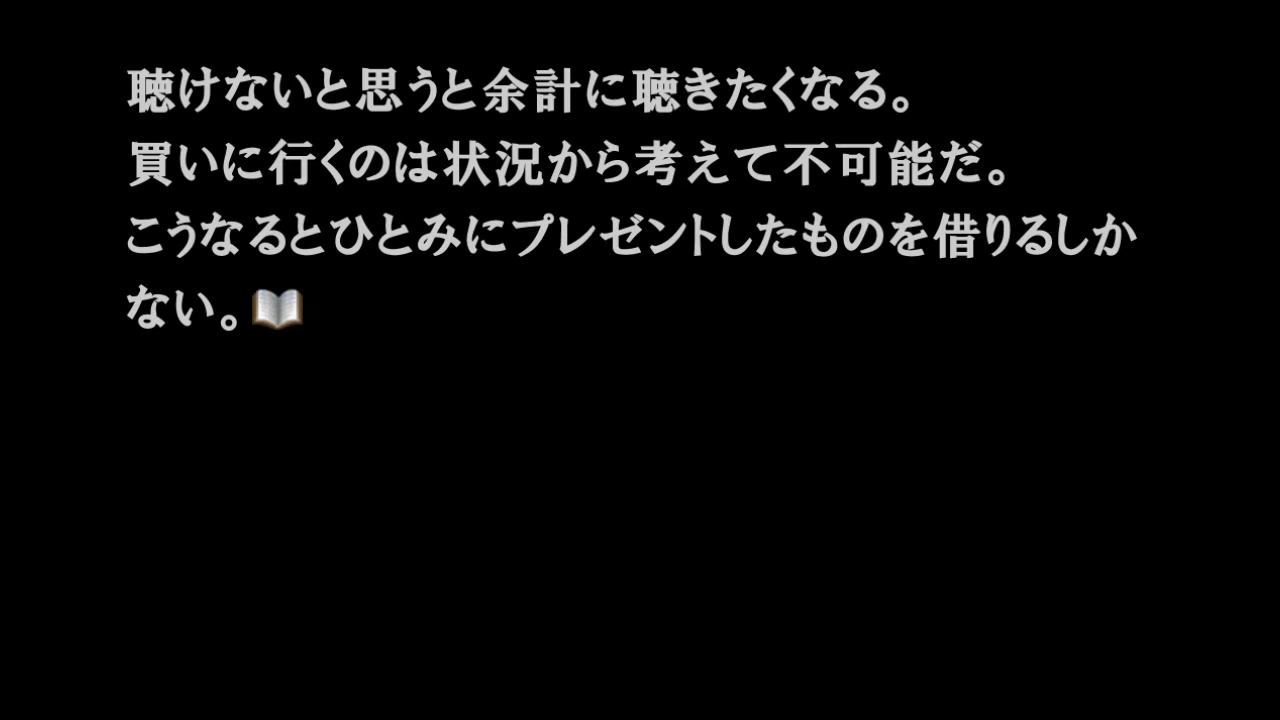 聴けないと思うと余計に聴きたくなる。
買いに行くのは状況から考えて不可能だ。
こうなるとひとみにプレゼントしたものを借りるしか
ない。